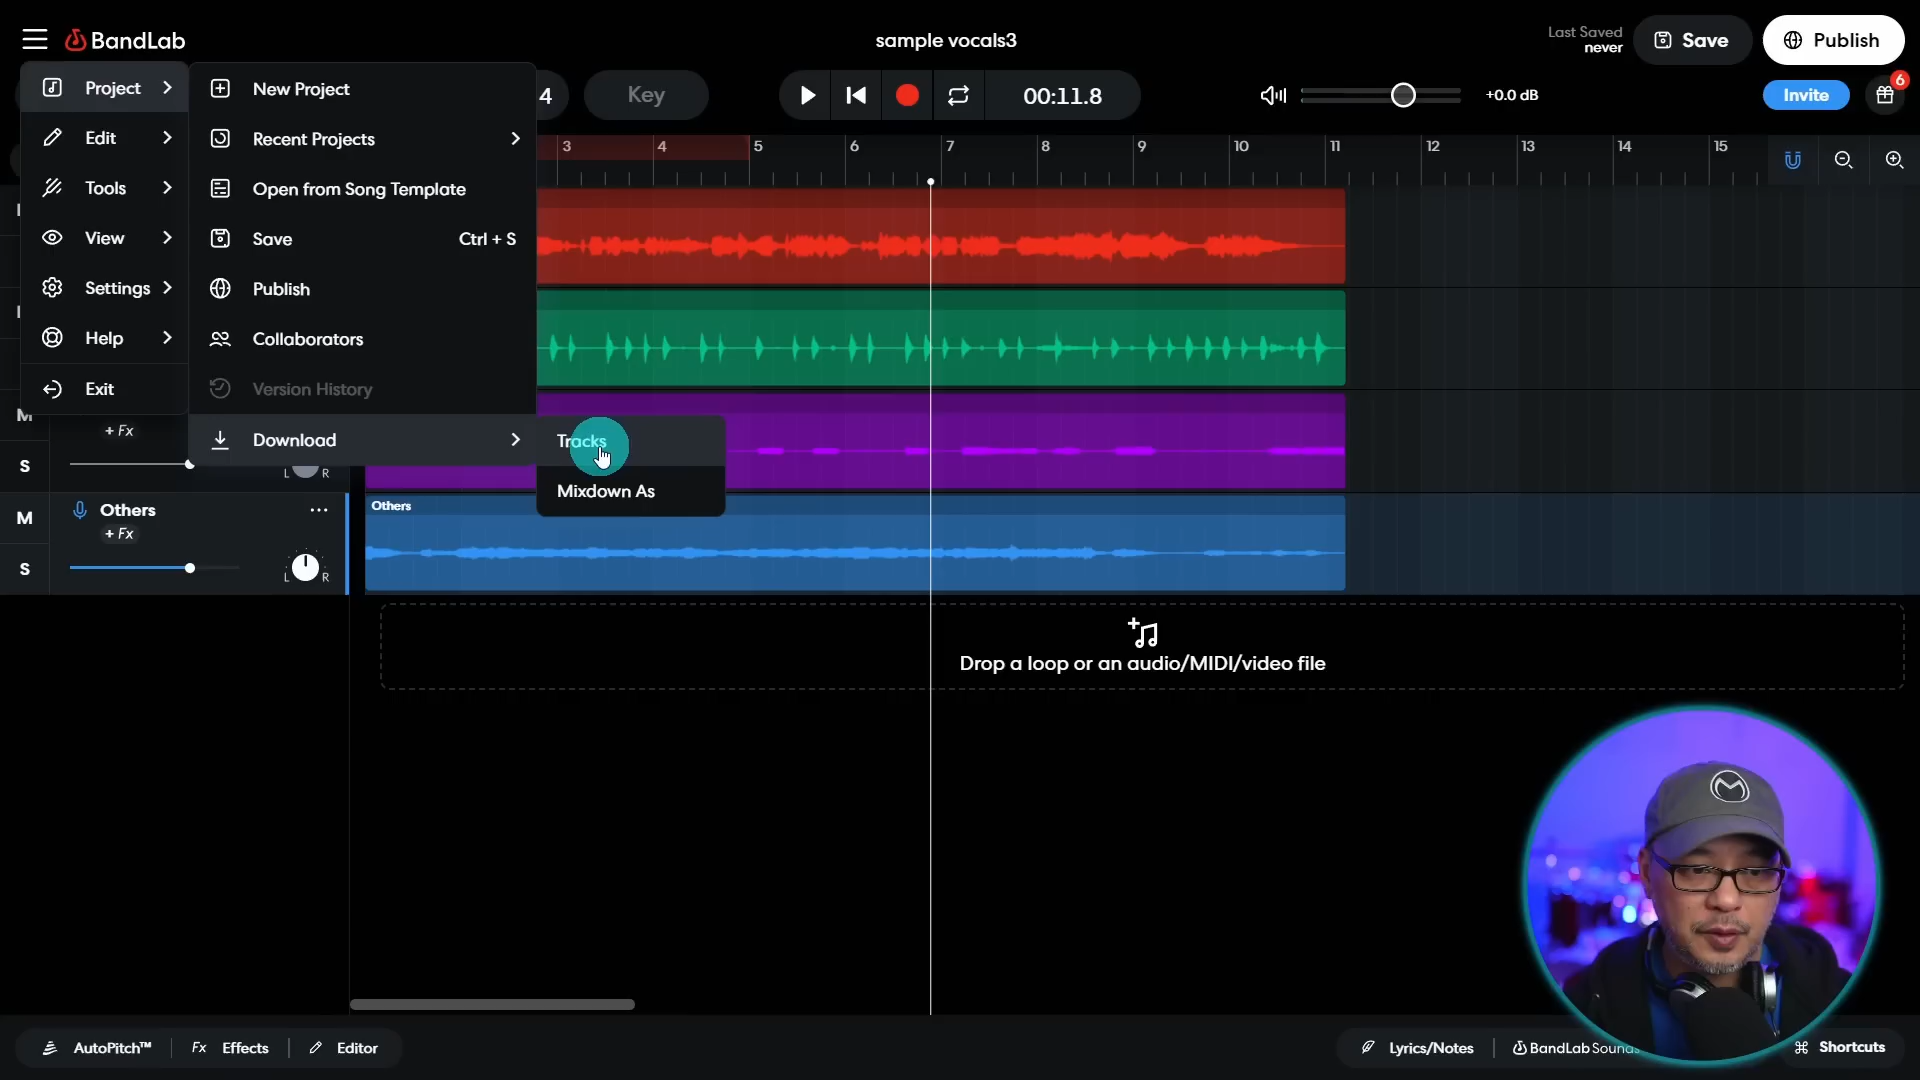 BandLab
sample vocals3
Last Saved
never
Save
Publish
Project
Edit
Tools
View
Settings
Help
Exit
New Project
Recent Projects
Open from Song Template
Save
Ctrl + S
Publish
Collaborators
Version History
Download
Tracks
Mixdown As
4
Key
00:11.8
+0.0 dB
Invite
6
3
4
5
6
7
8
9
10
11
12
13
14
15
M
+ Fx
S
L
R
M
Others
+ Fx
S
L
R
Others
Drop a loop or an audio/MIDI/video file
AutoPitch™
Fx
Effects
Editor
Lyrics/Notes
BandLab Sounds
Shortcuts